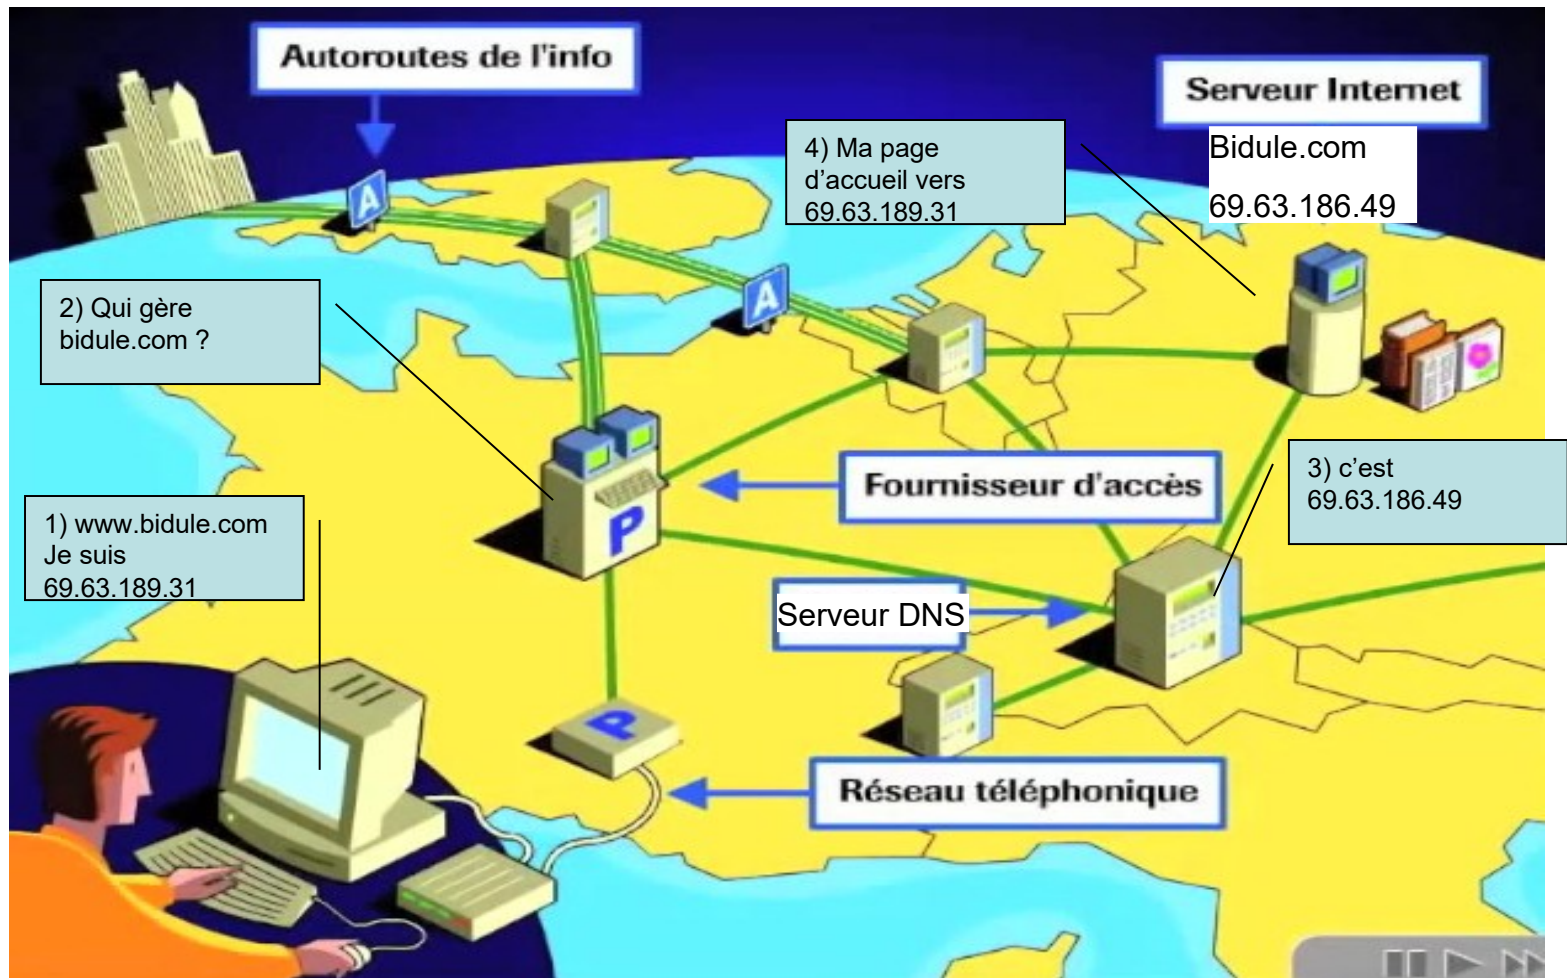 Autoroutes de l'info
Serveur Internet
Bidule.com
69.63.186.49
4) Ma page
d’accueil vers
69.63.189.31
A
A
2) Qui gère
bidule.com ?
Fournisseur d'accès
3) c’est
69.63.186.49
1) www.bidule.com
Je suis
69.63.189.31
P
Serveur DNS
P
Réseau téléphonique